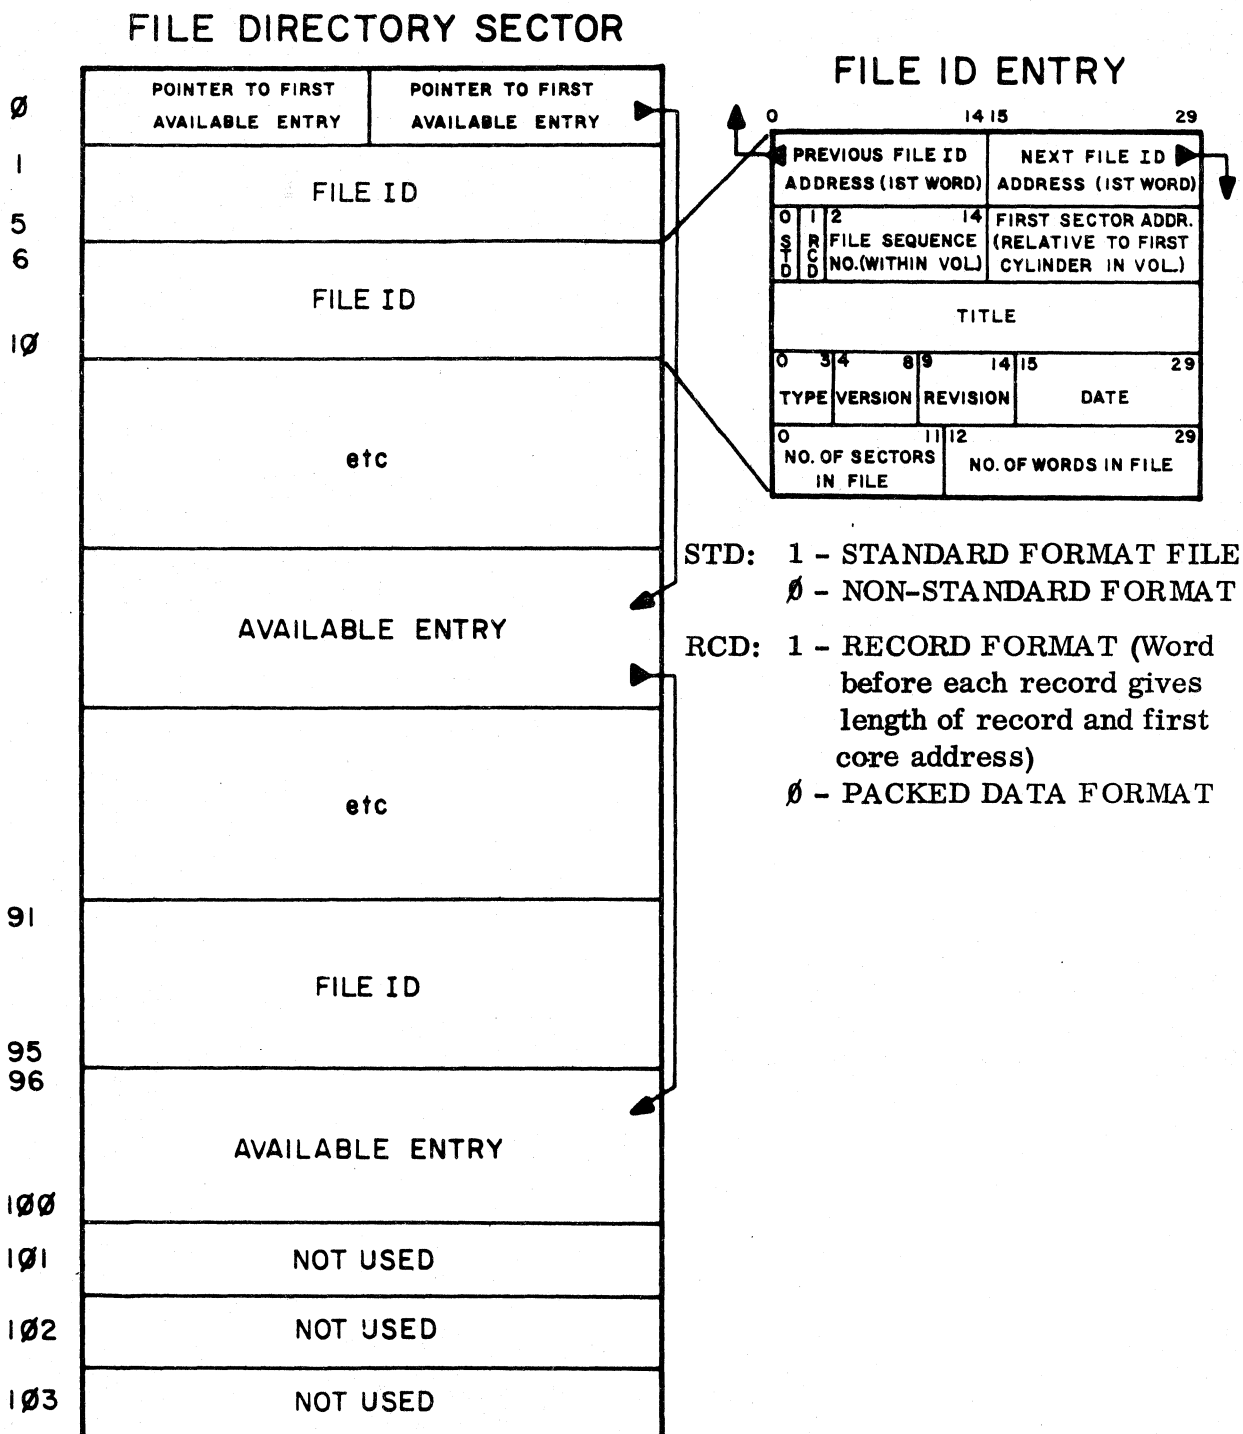 FILE DIRECTORY SECTOR
Ø
POINTER TO FIRST
AVAILABLE ENTRY
POINTER TO FIRST
AVAILABLE ENTRY
1
FILE ID
5
6
FILE ID
1Ø
etc
AVAILABLE ENTRY
etc
91
FILE ID
95
96
AVAILABLE ENTRY
1ØØ
1Ø1
NOT USED
1Ø2
NOT USED
1Ø3
NOT USED
FILE ID ENTRY
0 14 15 29
PREVIOUS FILE ID
ADDRESS (1ST WORD)
NEXT FILE ID
ADDRESS (1ST WORD)
0
STD
1
RCD
2 14
FILE SEQUENCE
NO.(WITHIN VOL.)
FIRST SECTOR ADDR.
(RELATIVE TO FIRST
CYLINDER IN VOL.)
TITLE
0 3 4 8 9 14 15 29
TYPE VERSION REVISION DATE
0 11 12 29
NO. OF SECTORS
IN FILE
NO. OF WORDS IN FILE
STD: 1 - STANDARD FORMAT FILE
Ø - NON-STANDARD FORMAT
RCD: 1 - RECORD FORMAT (Word
before each record gives
length of record and first
core address)
Ø - PACKED DATA FORMAT